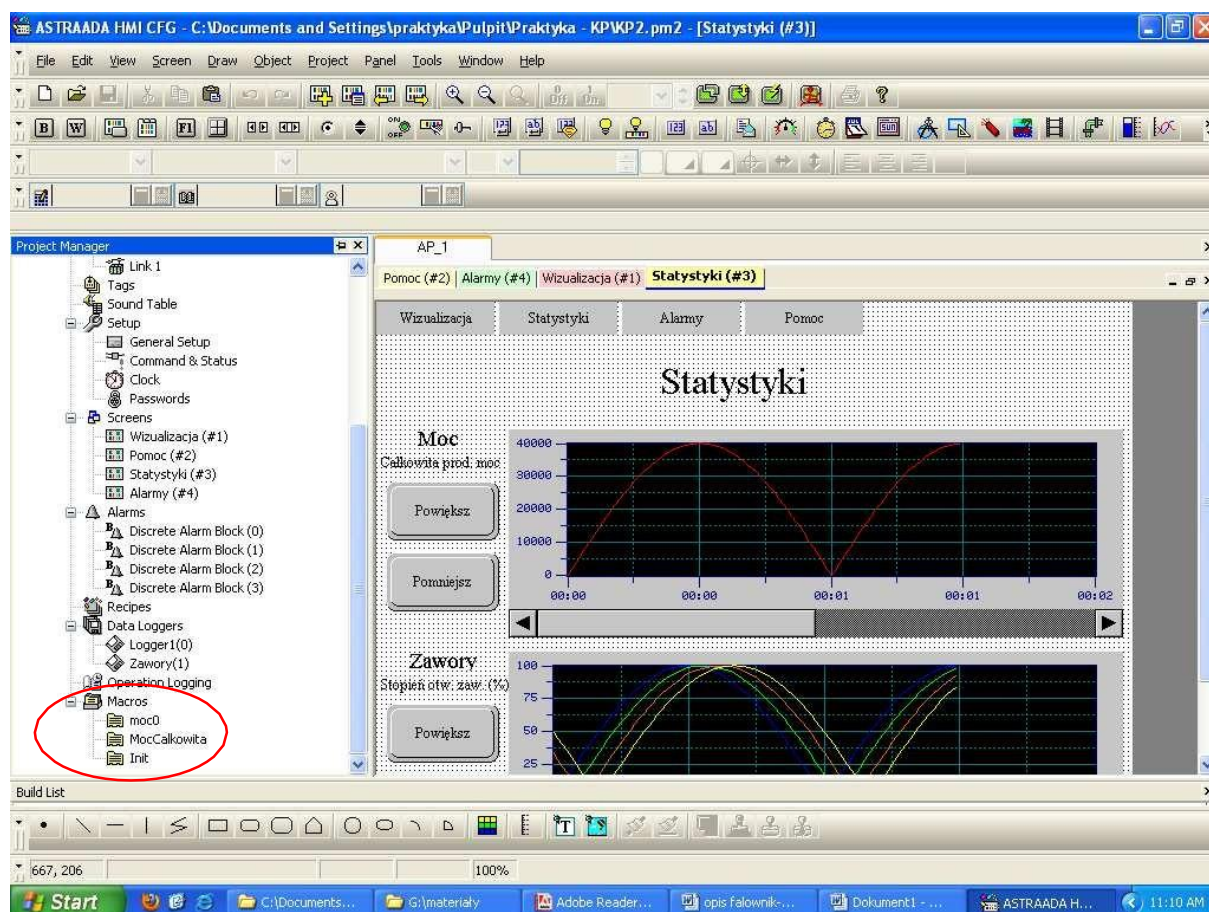 ASTRAADA HMI CFG - C:\Documents and Settings\praktyka\Pulpit\Praktyka - KP\KP2.pm2 - [Statystyki (#3)]
File Edit View Screen Draw Object Project Panel Tools Window Help
Project Manager
Link 1
Tags
Sound Table
Setup
General Setup
Command & Status
Clock
Passwords
Screens
Wizualizacja (#1)
Pomoc (#2)
Statystyki (#3)
Alarmy (#4)
Alarms
Discrete Alarm Block (0)
Discrete Alarm Block (1)
Discrete Alarm Block (2)
Discrete Alarm Block (3)
Recipes
Data Loggers
Logger1(0)
Zawory(1)
Operation Logging
Macros
moc0
MocCalkowita
Init
AP_1
Pomoc (#2) Alarmy (#4) Wizualizacja (#1) Statystyki (#3)
Wizualizacja Statystyki Alarmy Pomoc
Statystyki
Moc
Całkowita prod. moc
Powiększ
Pomniejsz
40000
30000
20000
10000
0
00:00 00:00 00:01 00:01 00:02
Zawory
Stopień otw. zaw. (%)
Powiększ
100
75
50
25
Build List
667, 206
100%
Start C:\Documents... G:\materiały Adobe Reader... opis falownik-... Dokument1 - ... ASTRAADA H... 11:10 AM